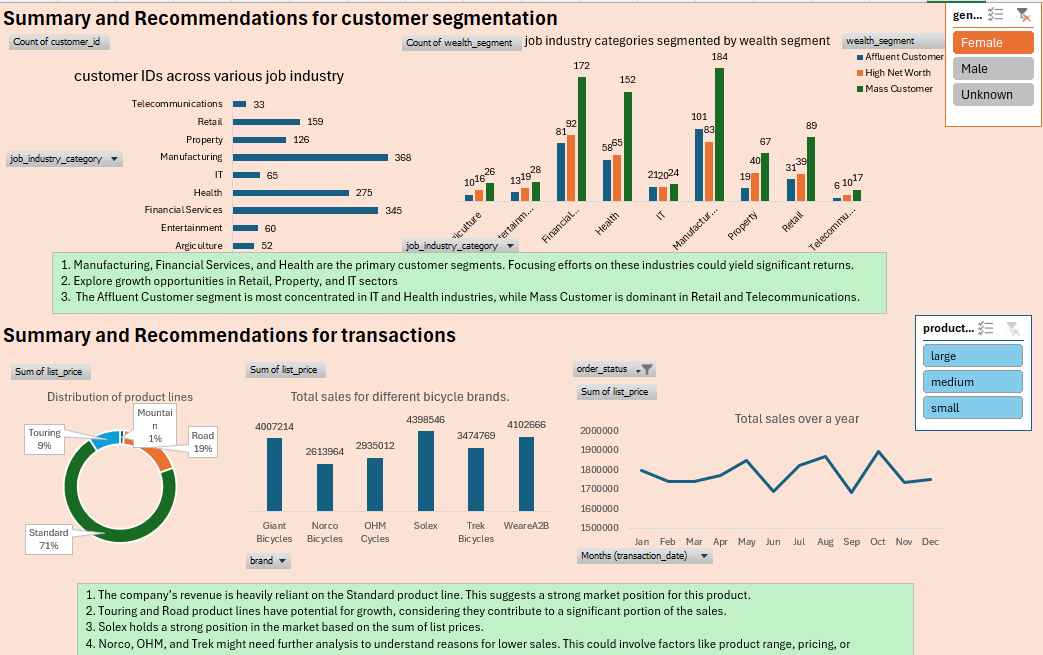 Summary and Recommendations for customer segmentation
Count of customer_id
customer IDs across various job industry
Telecommunications 33
Retail 159
Property 126
Manufacturing 368
IT 65
Health 275
Financial Services 345
Entertainment 60
Argiculture 52
job_industry_category
Count of wealth_segment
job industry categories segmented by wealth segment
wealth_segment
Affluent Customer
High Net Worth
Mass Customer
10 16 26
13 19 28
81 92 172
58 65 152
21 20 24
101 83 184
19 40 67
31 39 89
6 10 17
iculture
ertainm...
Financial...
Health
IT
Manufactur...
Property
Retail
Telecommu...
job_industry_category
gen...
Female
Male
Unknown
1. Manufacturing, Financial Services, and Health are the primary customer segments. Focusing efforts on these industries could yield significant returns.
2. Explore growth opportunities in Retail, Property, and IT sectors
3. The Affluent Customer segment is most concentrated in IT and Health industries, while Mass Customer is dominant in Retail and Telecommunications.
Summary and Recommendations for transactions
product...
large
medium
small
Sum of list_price
Distribution of product lines
Mountai
n
1%
Touring
9%
Road
19%
Standard
71%
Sum of list_price
Total sales for different bicycle brands.
4007214
2613964
2935012
4398546
3474769
4102666
Giant
Bicycles
Norco
Bicycles
OHM
Cycles
Solex
Trek
Bicycles
WeareA2B
brand
order_status
Sum of list_price
Total sales over a year
2000000
1900000
1800000
1700000
1600000
1500000
Jan Feb Mar Apr May Jun Jul Aug Sep Oct Nov Dec
Months (transaction_date)
1. The company's revenue is heavily reliant on the Standard product line. This suggests a strong market position for this product.
2. Touring and Road product lines have potential for growth, considering they contribute to a significant portion of the sales.
3. Solex holds a strong position in the market based on the sum of list prices.
4. Norco, OHM, and Trek might need further analysis to understand reasons for lower sales. This could involve factors like product range, pricing, or